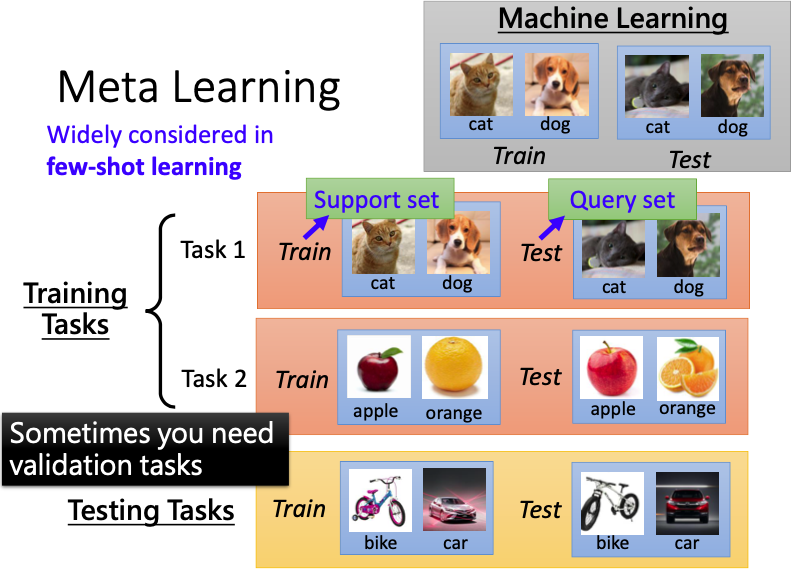 Machine Learning
cat
dog
cat
dog
Train
Test
Meta Learning
Widely considered in
few-shot learning
Support set
Query set
Training
Tasks
Task 1
Train
cat
dog
Test
cat
dog
Task 2
Train
apple
orange
Test
apple
orange
Sometimes you need
validation tasks
Testing Tasks
Train
bike
car
Test
bike
car